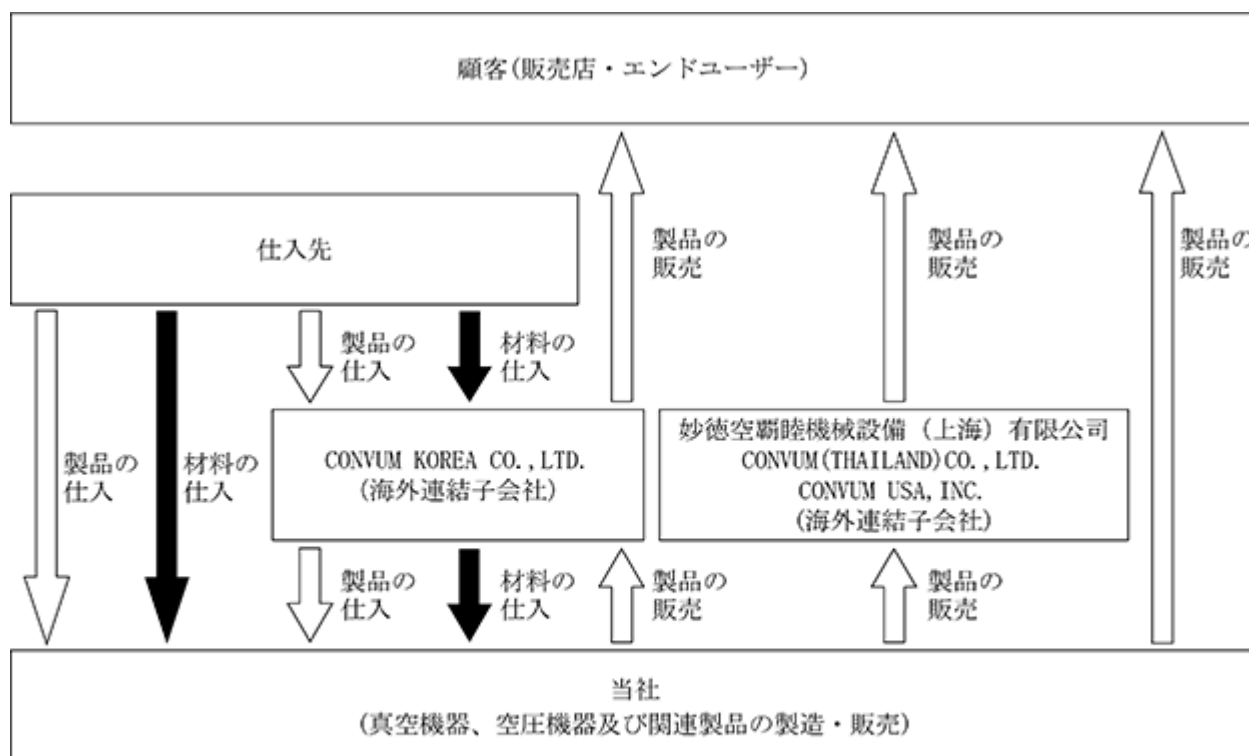 顧客(販売店・エンドユーザー)
仕入先
製品の
販売
製品の
販売
製品の
販売
製品の
仕入
材料の
仕入
製品の
仕入
材料の
仕入
CONVUM KOREA CO.,LTD.
(海外連結子会社)
妙徳空覇睦機械設備（上海）有限公司
CONVUM(THAILAND)CO.,LTD.
CONVUM USA,INC.
(海外連結子会社)
製品の
仕入
材料の
仕入
製品の
販売
製品の
販売
当社
(真空機器、空圧機器及び関連製品の製造・販売)